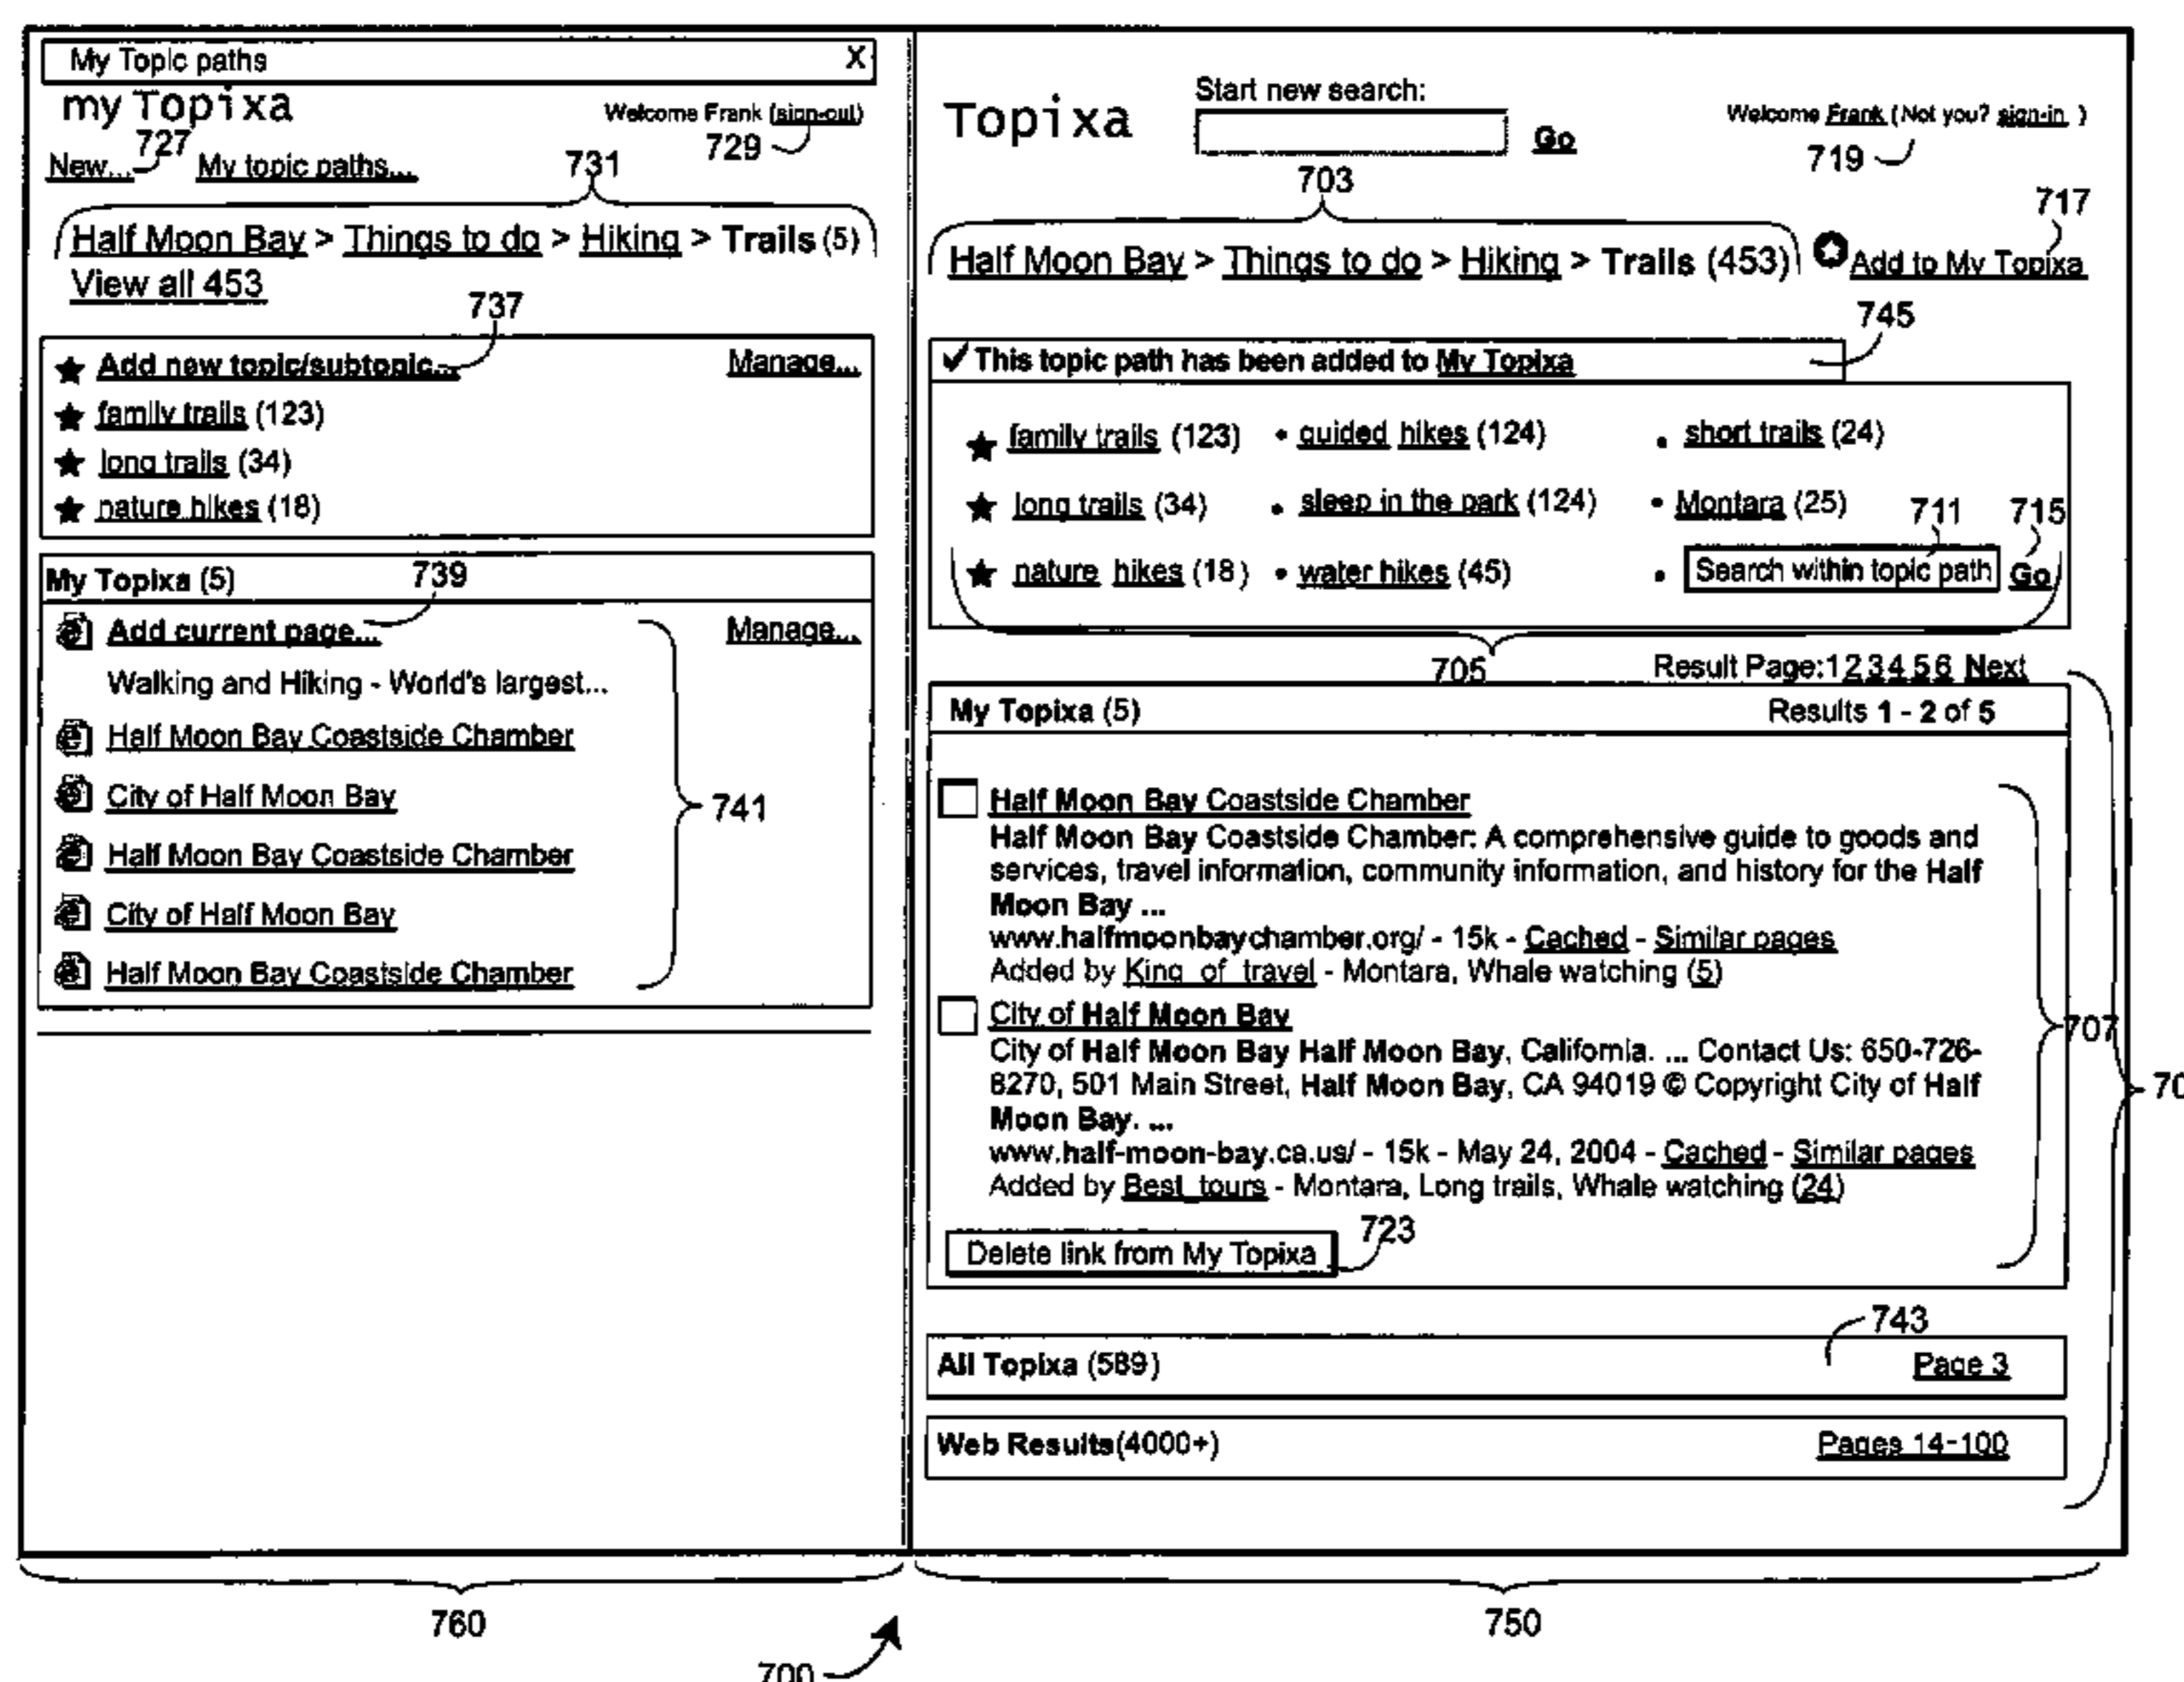 My Topic paths X
my Topixa
Welcome Frank (sign-out)
727
729
New... My topic paths...
731
Half Moon Bay > Things to do > Hiking > Trails (5)
View all 453
737
Add new topic/subtopic... Manage...
family trails (123)
long trails (34)
nature hikes (18)
My Topixa (5)
739
Add current page... Manage...
Walking and Hiking - World's largest...
Half Moon Bay Coastside Chamber
City of Half Moon Bay
741
Half Moon Bay Coastside Chamber
City of Half Moon Bay
Half Moon Bay Coastside Chamber
Topixa
Start new search:
Go
Welcome Frank (Not you? sign-in )
719
703
717
Half Moon Bay > Things to do > Hiking > Trails (453)
Add to My Topixa
745
This topic path has been added to My Topixa
family trails (123) • guided hikes (124) • short trails (24)
long trails (34) • sleep in the park (124) • Montara (25)
711 715
nature hikes (18) • water hikes (45) • Search within topic path Go
705
Result Page:1 2 3 4 5 6 Next
My Topixa (5) Results 1 - 2 of 5
Half Moon Bay Coastside Chamber
Half Moon Bay Coastside Chamber: A comprehensive guide to goods and
services, travel information, community information, and history for the Half
Moon Bay ...
www.halfmoonbaychamber.org/ - 15k - Cached - Similar pages
Added by King_of_travel - Montara, Whale watching (5)
City of Half Moon Bay
707
City of Half Moon Bay Half Moon Bay, California. ... Contact Us: 650-726-
8270, 501 Main Street, Half Moon Bay, CA 94019 © Copyright City of Half
Moon Bay. ...
www.half-moon-bay.ca.us/ - 15k - May 24, 2004 - Cached - Similar pages
Added by Best_tours - Montara, Long trails, Whale watching (24)
723
Delete link from My Topixa
743
All Topixa (589) Page 3
Web Results(4000+) Pages 14-100
760
750
700